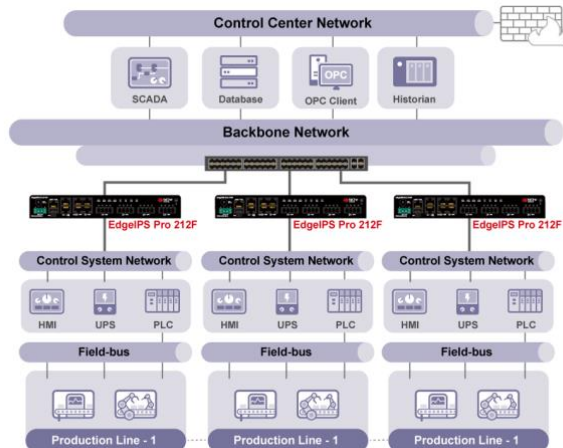 Control Center Network
SCADA
Database
OPC
OPC Client
Historian
Backbone Network
EdgeIPS Pro 212F
EdgeIPS Pro 212F
EdgeIPS Pro 212F
Control System Network
Control System Network
Control System Network
HMI
UPS
PLC
HMI
UPS
PLC
HMI
UPS
PLC
Field-bus
Field-bus
Field-bus
Production Line - 1
Production Line - 1
Production Line - 1